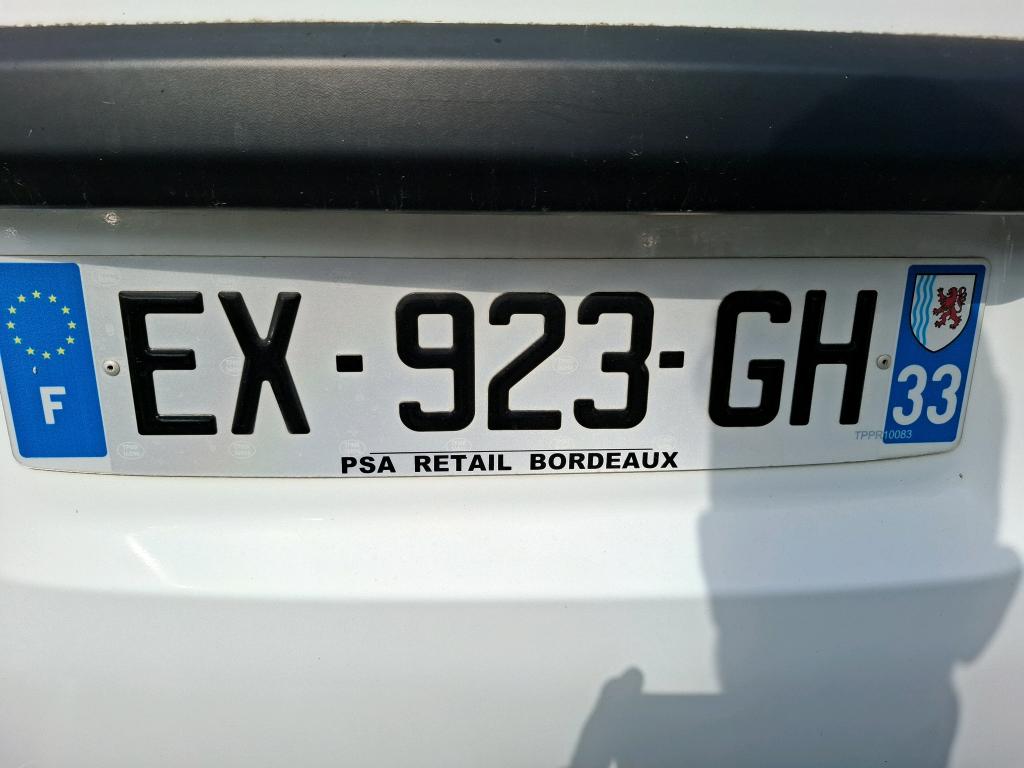 F EX-923-GH 33
TPPR10083
PSA RETAIL BORDEAUX